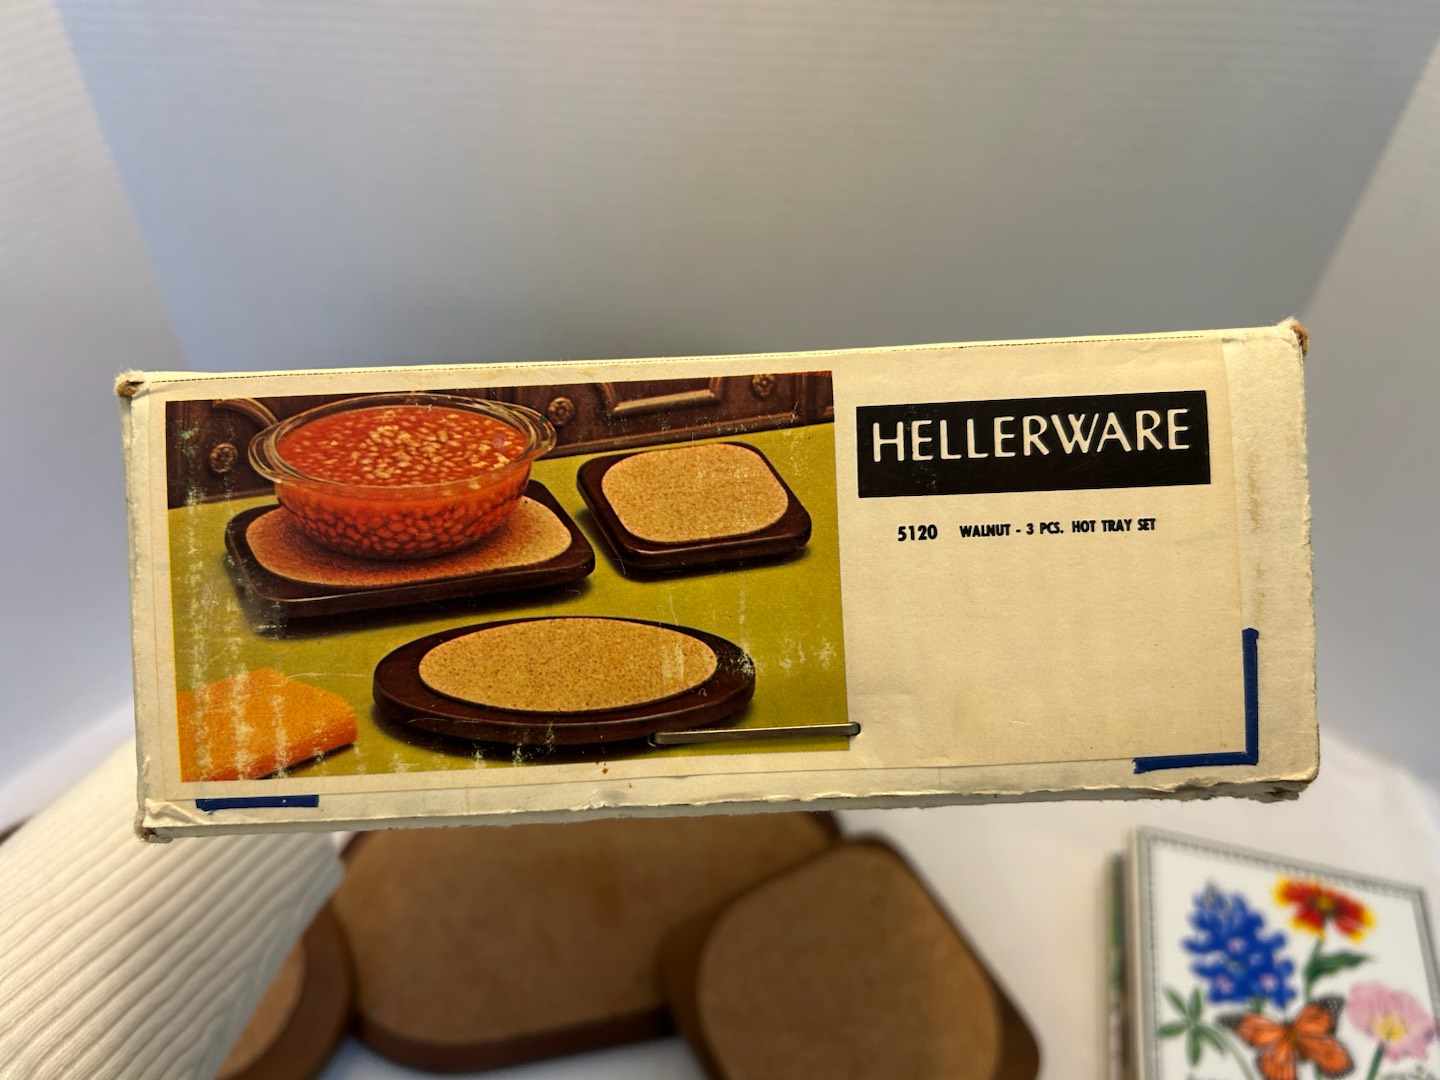 HELLERWARE
5120 WALNUT - 3 PCS. HOT TRAY SET